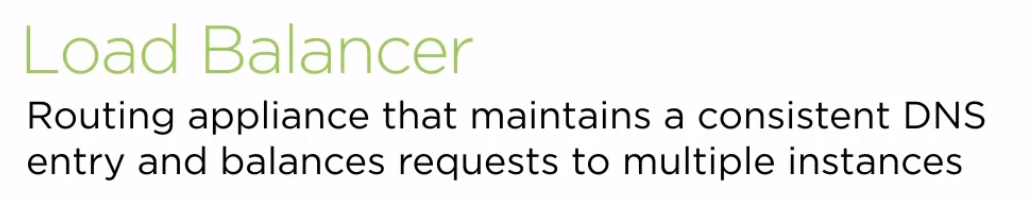 Load Balancer
Routing appliance that maintains a consistent DNS
entry and balances requests to multiple instances